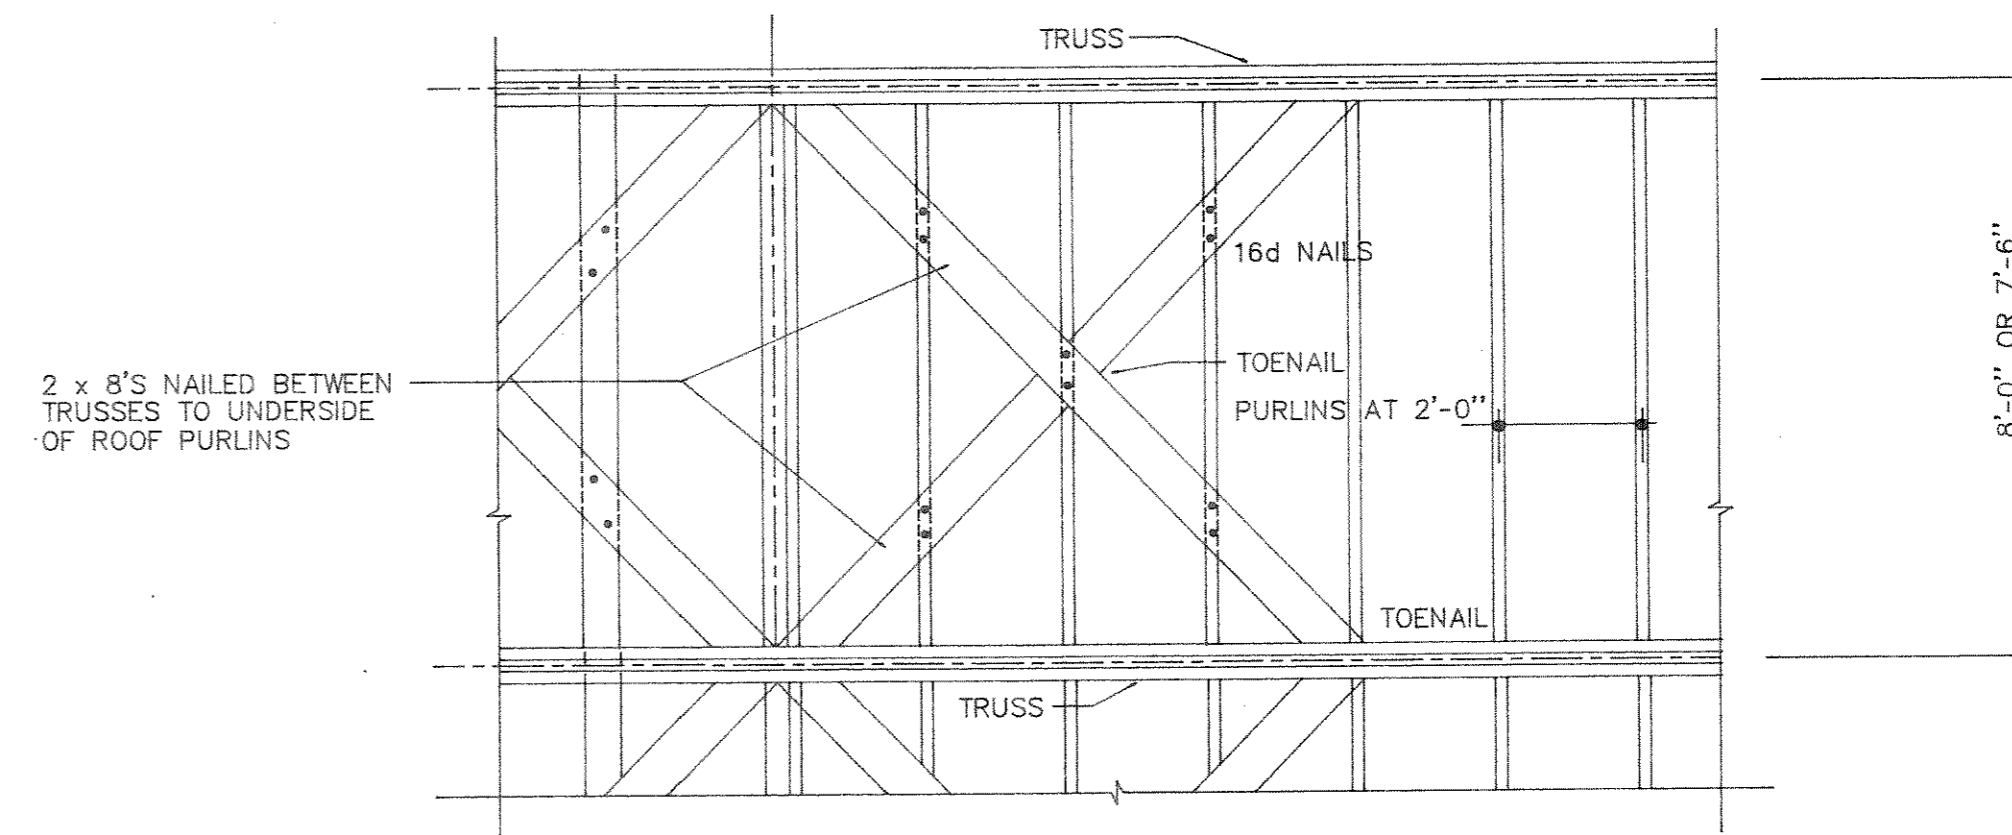 TRUSS
16d NAILS
8'-0" OR 7'-6"
TOENAIL
2 x 8'S NAILED BETWEEN
TRUSSES TO UNDERSIDE
OF ROOF PURLINS
PURLINS AT 2'-0"
TOENAIL
TRUSS